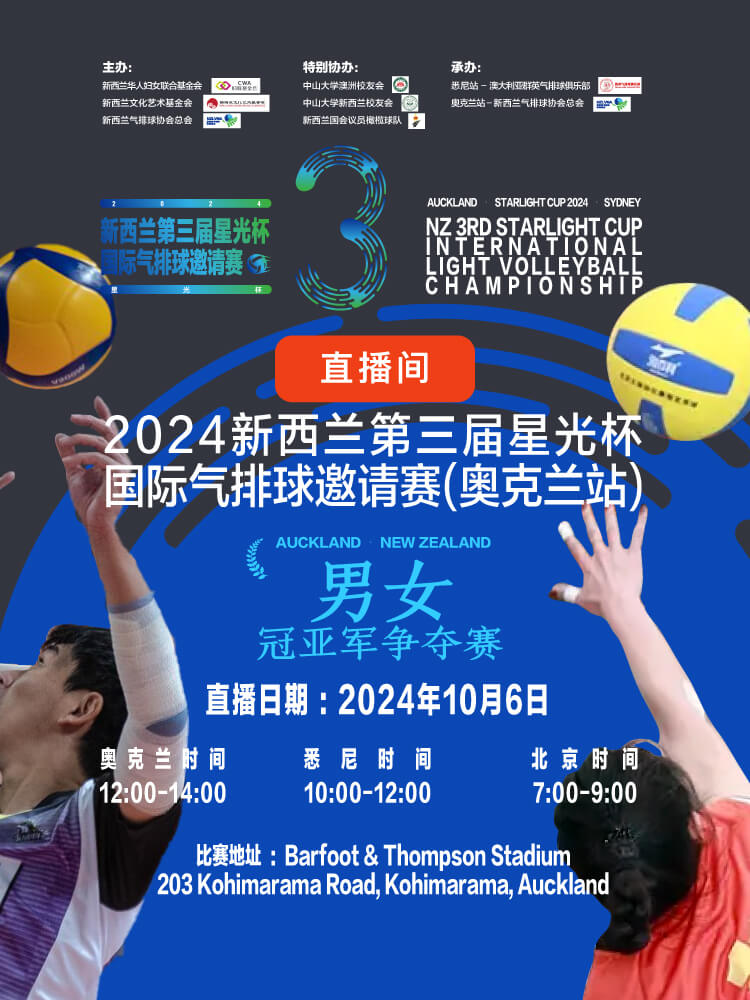 主办：
新西兰华人妇女联合基金会
新西兰文化艺术基金会
新西兰气排球协会总会
特别协办：
中山大学澳洲校友会
中山大学新西兰校友会
新西兰国会议员橄榄球队
承办：
悉尼站 - 澳大利亚群英气排球俱乐部
奥克兰站 - 新西兰气排球协会总会
CWA
2 0 2 4
新西兰第三届星光杯
国际气排球邀请赛
星 光 杯
3
AUCKLAND · STARLIGHT CUP 2024 · SYDNEY
NZ 3RD STARLIGHT CUP
INTERNATIONAL
LIGHT VOLLEYBALL
CHAMPIONSHIP
V200W
直播间
2024新西兰第三届星光杯
国际气排球邀请赛(奥克兰站)
AUCKLAND · NEW ZEALAND
男女
冠亚军争夺赛
直播日期：2024年10月6日
奥克兰时间
12:00-14:00
悉尼时间
10:00-12:00
北京时间
7:00-9:00
比赛地址：Barfoot & Thompson Stadium
203 Kohimarama Road, Kohimarama, Auckland